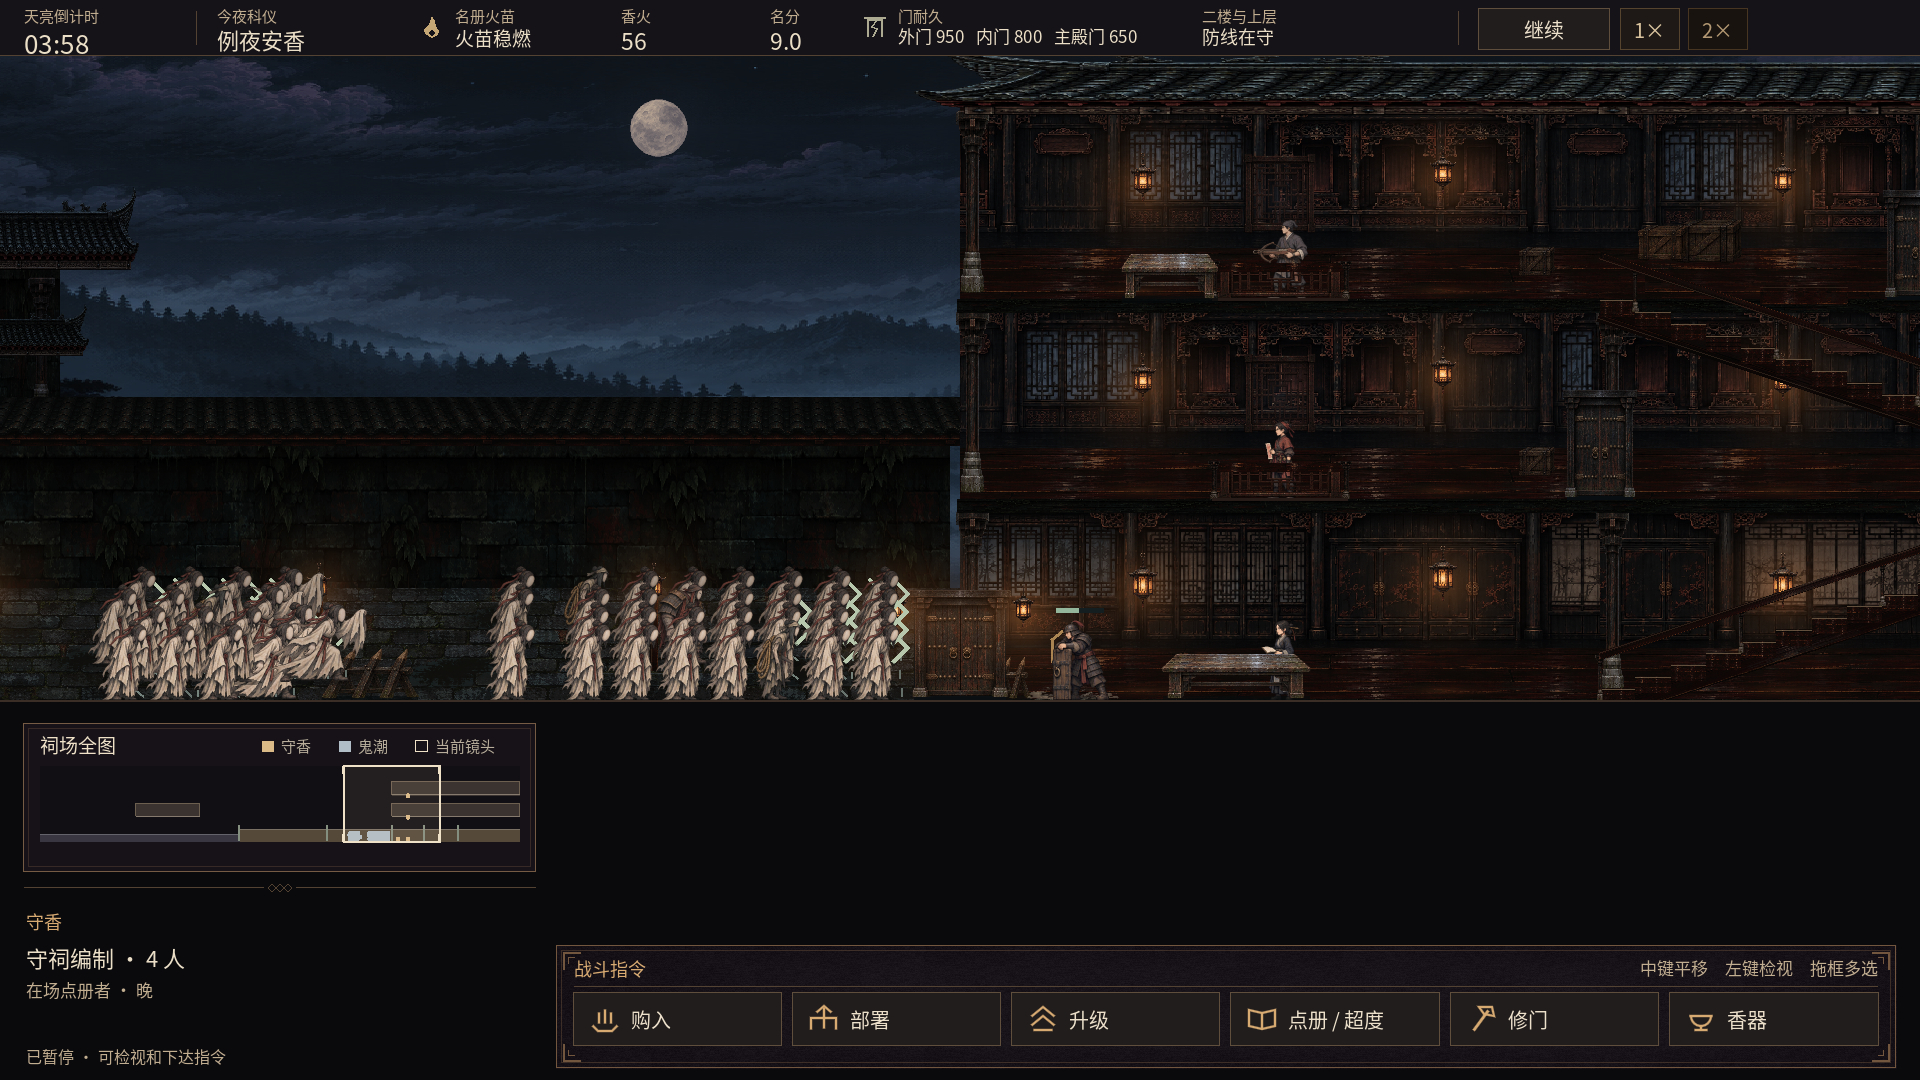 天亮倒计时
03:58
今夜科仪
例夜安香
名册火苗
火苗稳燃
香火
56
名分
9.0
门耐久
外门 950 内门 800 主殿门 650
二楼与上层
防线在守
继续
1×
2×
祠场全图
守香
鬼潮
当前镜头
守香
守祠编制 · 4 人
在场点册者 · 晚
已暂停 · 可检视和下达指令
战斗指令
中键平移 左键检视 拖框多选
购入
部署
升级
点册 / 超度
修门
香器